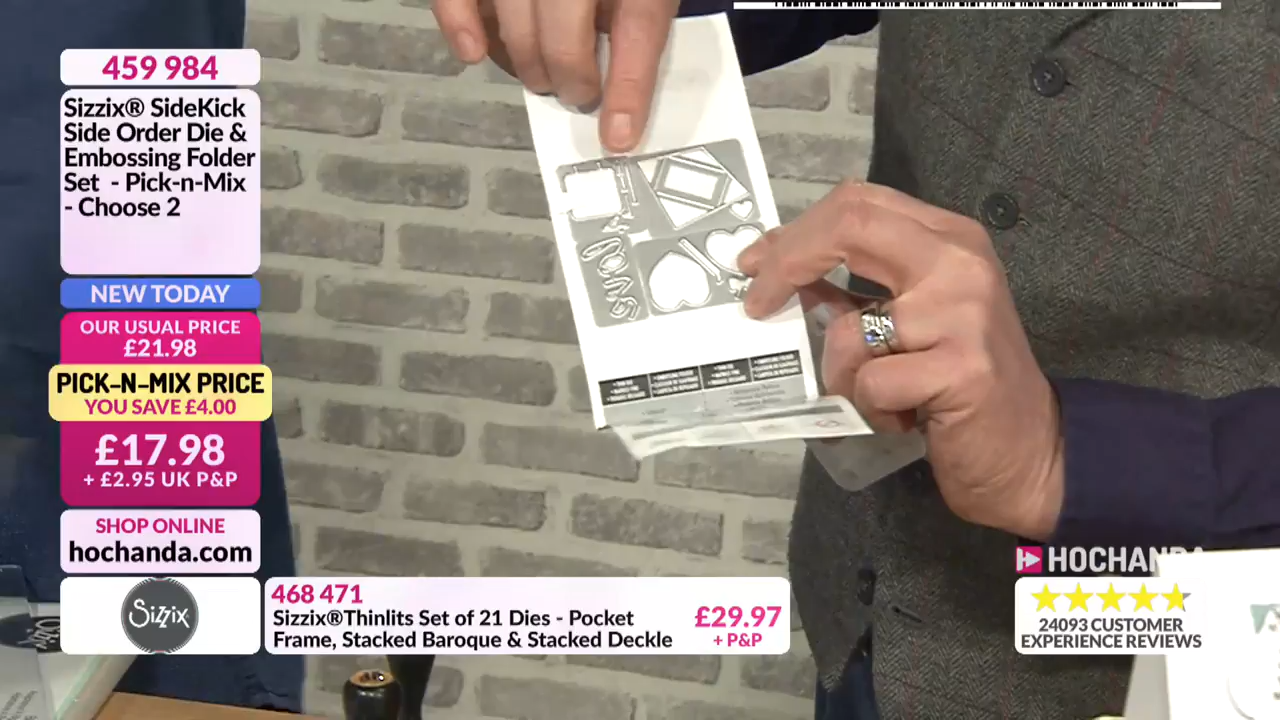 459 984
Sizzix® SideKick
Side Order Die &
Embossing Folder
Set - Pick-n-Mix
- Choose 2
NEW TODAY
OUR USUAL PRICE
£21.98
PICK-N-MIX PRICE
YOU SAVE £4.00
£17.98
+ £2.95 UK P&P
SHOP ONLINE
hochanda.com
Sizzix
468 471
Sizzix®Thinlits Set of 21 Dies - Pocket
Frame, Stacked Baroque & Stacked Deckle
£29.97
+ P&P
HOCHANDA
24093 CUSTOMER
EXPERIENCE REVIEWS